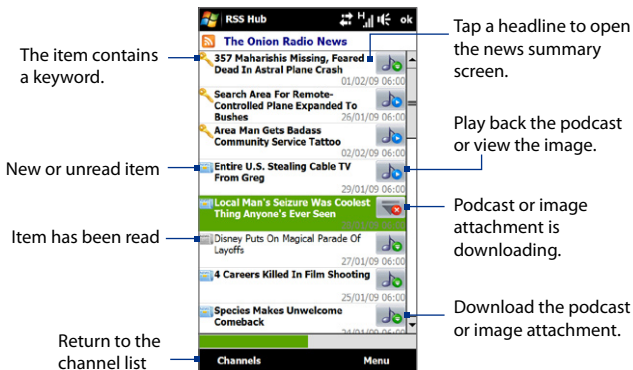 RSS Hub
H
ok
The Onion Radio News
357 Maharishis Missing, Feared
Dead In Astral Plane Crash
01/02/09 06:00
Search Area For Remote-
Controlled Plane Expanded To
Bushes
26/01/09 06:00
Area Man Gets Badass
Community Service Tattoo
02/02/09 06:00
Entire U.S. Stealing Cable TV
From Greg
29/01/09 06:00
Local Man's Seizure Was Coolest
Thing Anyone's Ever Seen
Disney Puts On Magical Parade Of
Layoffs
27/01/09 06:00
4 Careers Killed In Film Shooting
25/01/09 06:00
Species Makes Unwelcome
Comeback
24/01/09 06:00
Channels
Menu
The item contains
a keyword.
New or unread item
Item has been read
Return to the
channel list
Tap a headline to open
the news summary
screen.
Play back the podcast
or view the image.
Podcast or image
attachment is
downloading.
Download the podcast
or image attachment.